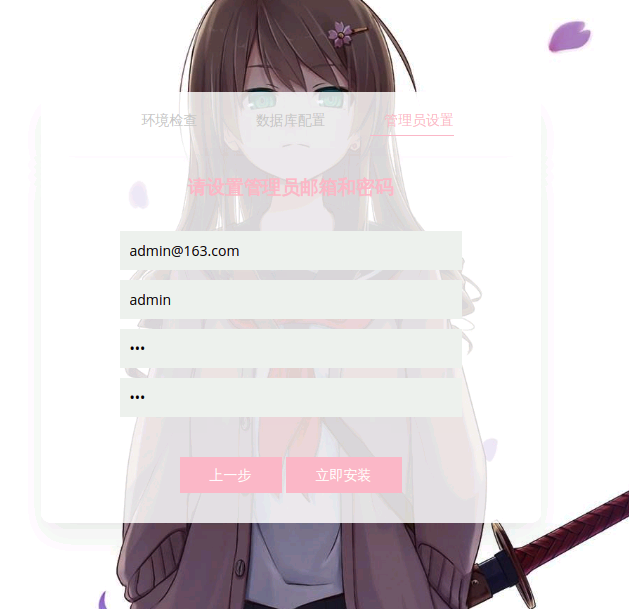 环境检查 数据库配置 管理员设置
请设置管理员邮箱和密码
admin@163.com
admin
•••
•••
上一步 立即安装